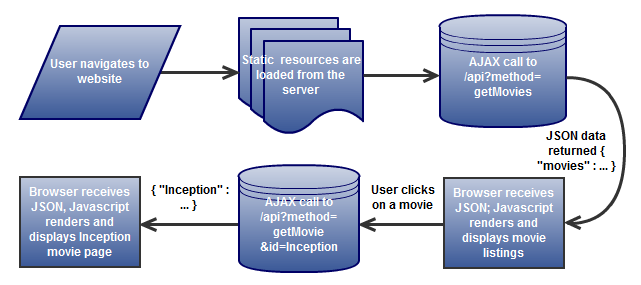 User navigates to
website
Static  resources are
loaded from the
server
AJAX call to
/api?method=
getMovies
JSON data
returned {
"movies" : ... }
Browser receives
JSON; Javascript
renders and
displays movie
listings
User clicks
on a movie
AJAX call to
/api?method=
getMovie
&id=Inception
{ "Inception" :
... }
Browser receives
JSON, Javascript
renders and
displays Inception
movie page